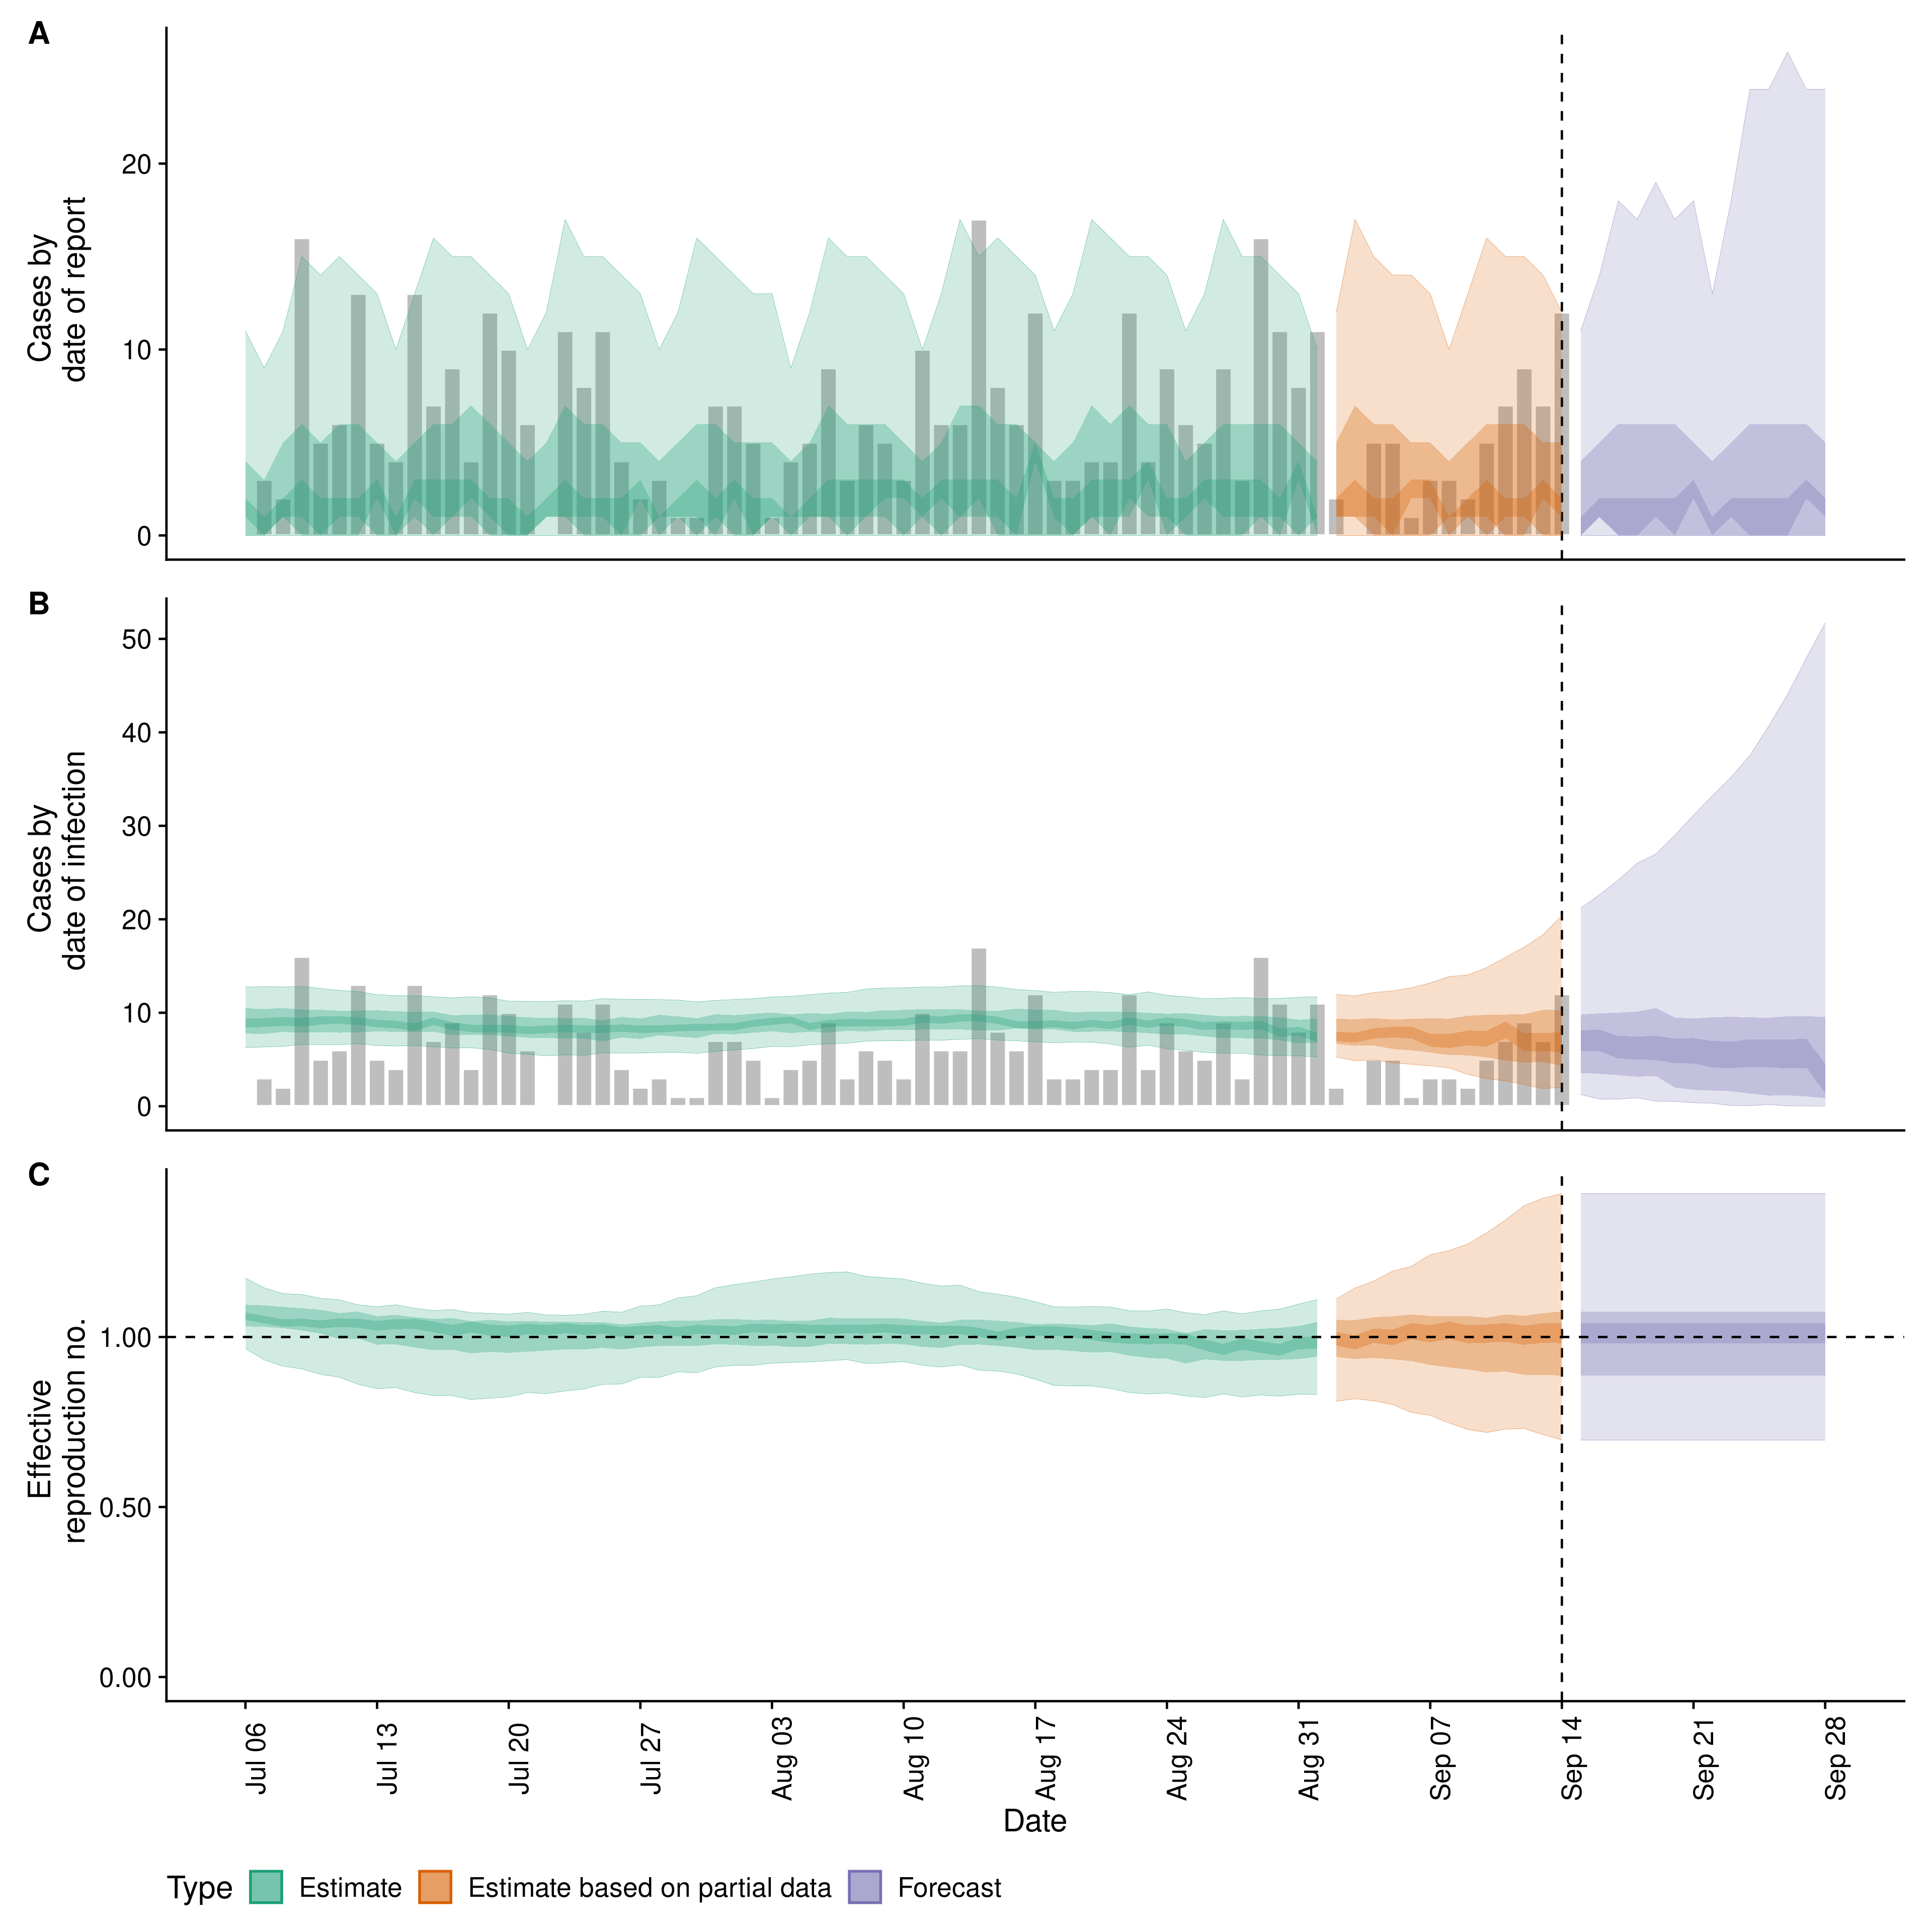 A
Cases by
date of report
20
10
0
B
Cases by
date of infection
50
40
30
20
10
0
C
Effective
reproduction no.
1.00
0.50
0.00
Jul 06
Jul 13
Jul 20
Jul 27
Aug 03
Aug 10
Aug 17
Aug 24
Aug 31
Sep 07
Sep 14
Sep 21
Sep 28
Date
Type Estimate Estimate based on partial data Forecast